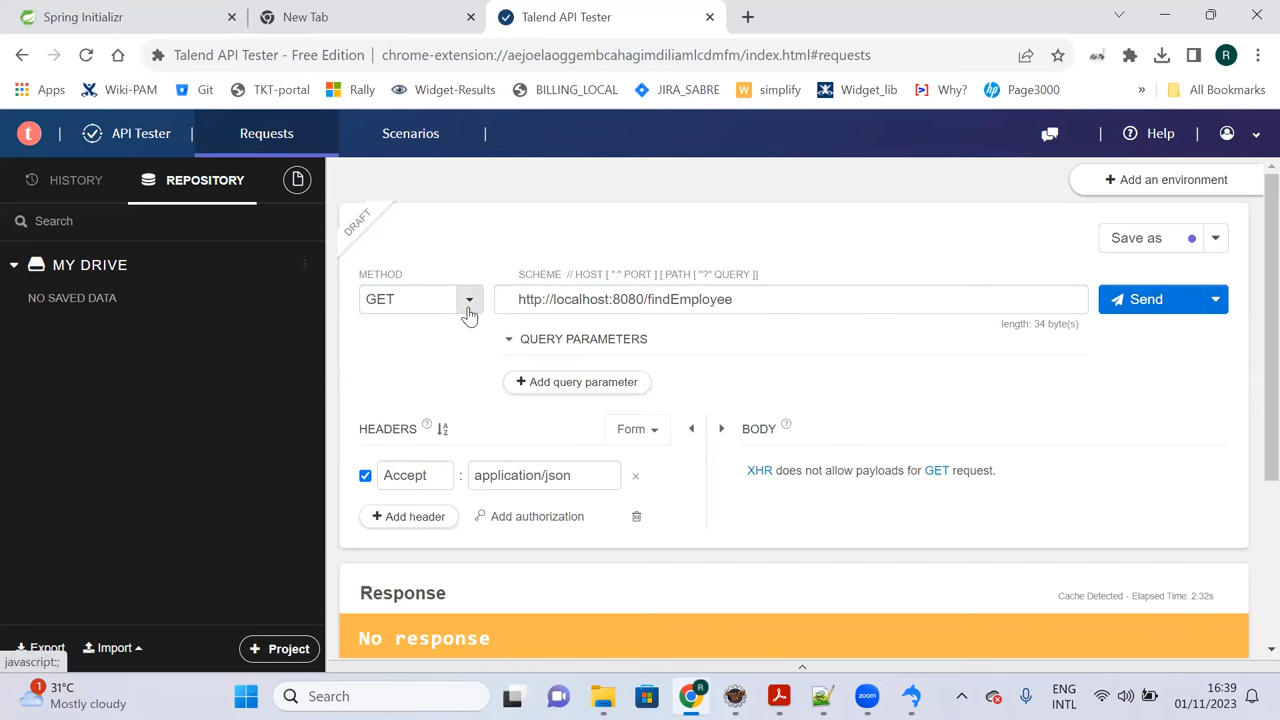 Spring Initializr
New Tab
Talend API Tester
Talend API Tester - Free Edition | chrome-extension://aejoelaoggembcahagimdiliamlcdmfm/index.html#requests
R
Apps
Wiki-PAM
Git
TKT-portal
Rally
Widget-Results
BILLING_LOCAL
JIRA_SABRE
simplify
Widget_lib
Why?
Page3000
»
All Bookmarks
t
API Tester
Requests
Scenarios
Help
HISTORY
REPOSITORY
Search
MY DRIVE
NO SAVED DATA
+ Add an environment
DRAFT
Save as
METHOD
SCHEME :// HOST [ ":" PORT ] [ PATH [ "?" QUERY ]]
GET
http://localhost:8080/findEmployee
Send
length: 34 byte(s)
QUERY PARAMETERS
+ Add query parameter
HEADERS
Form
BODY
Accept : application/json
XHR does not allow payloads for GET request.
+ Add header
Add authorization
Response
Cache Detected - Elapsed Time: 2.32s
No response
Export
Import
+ Project
javascript:;
1
31°C
Mostly cloudy
Search
R
zoom
ENG
INTL
16:39
01/11/2023